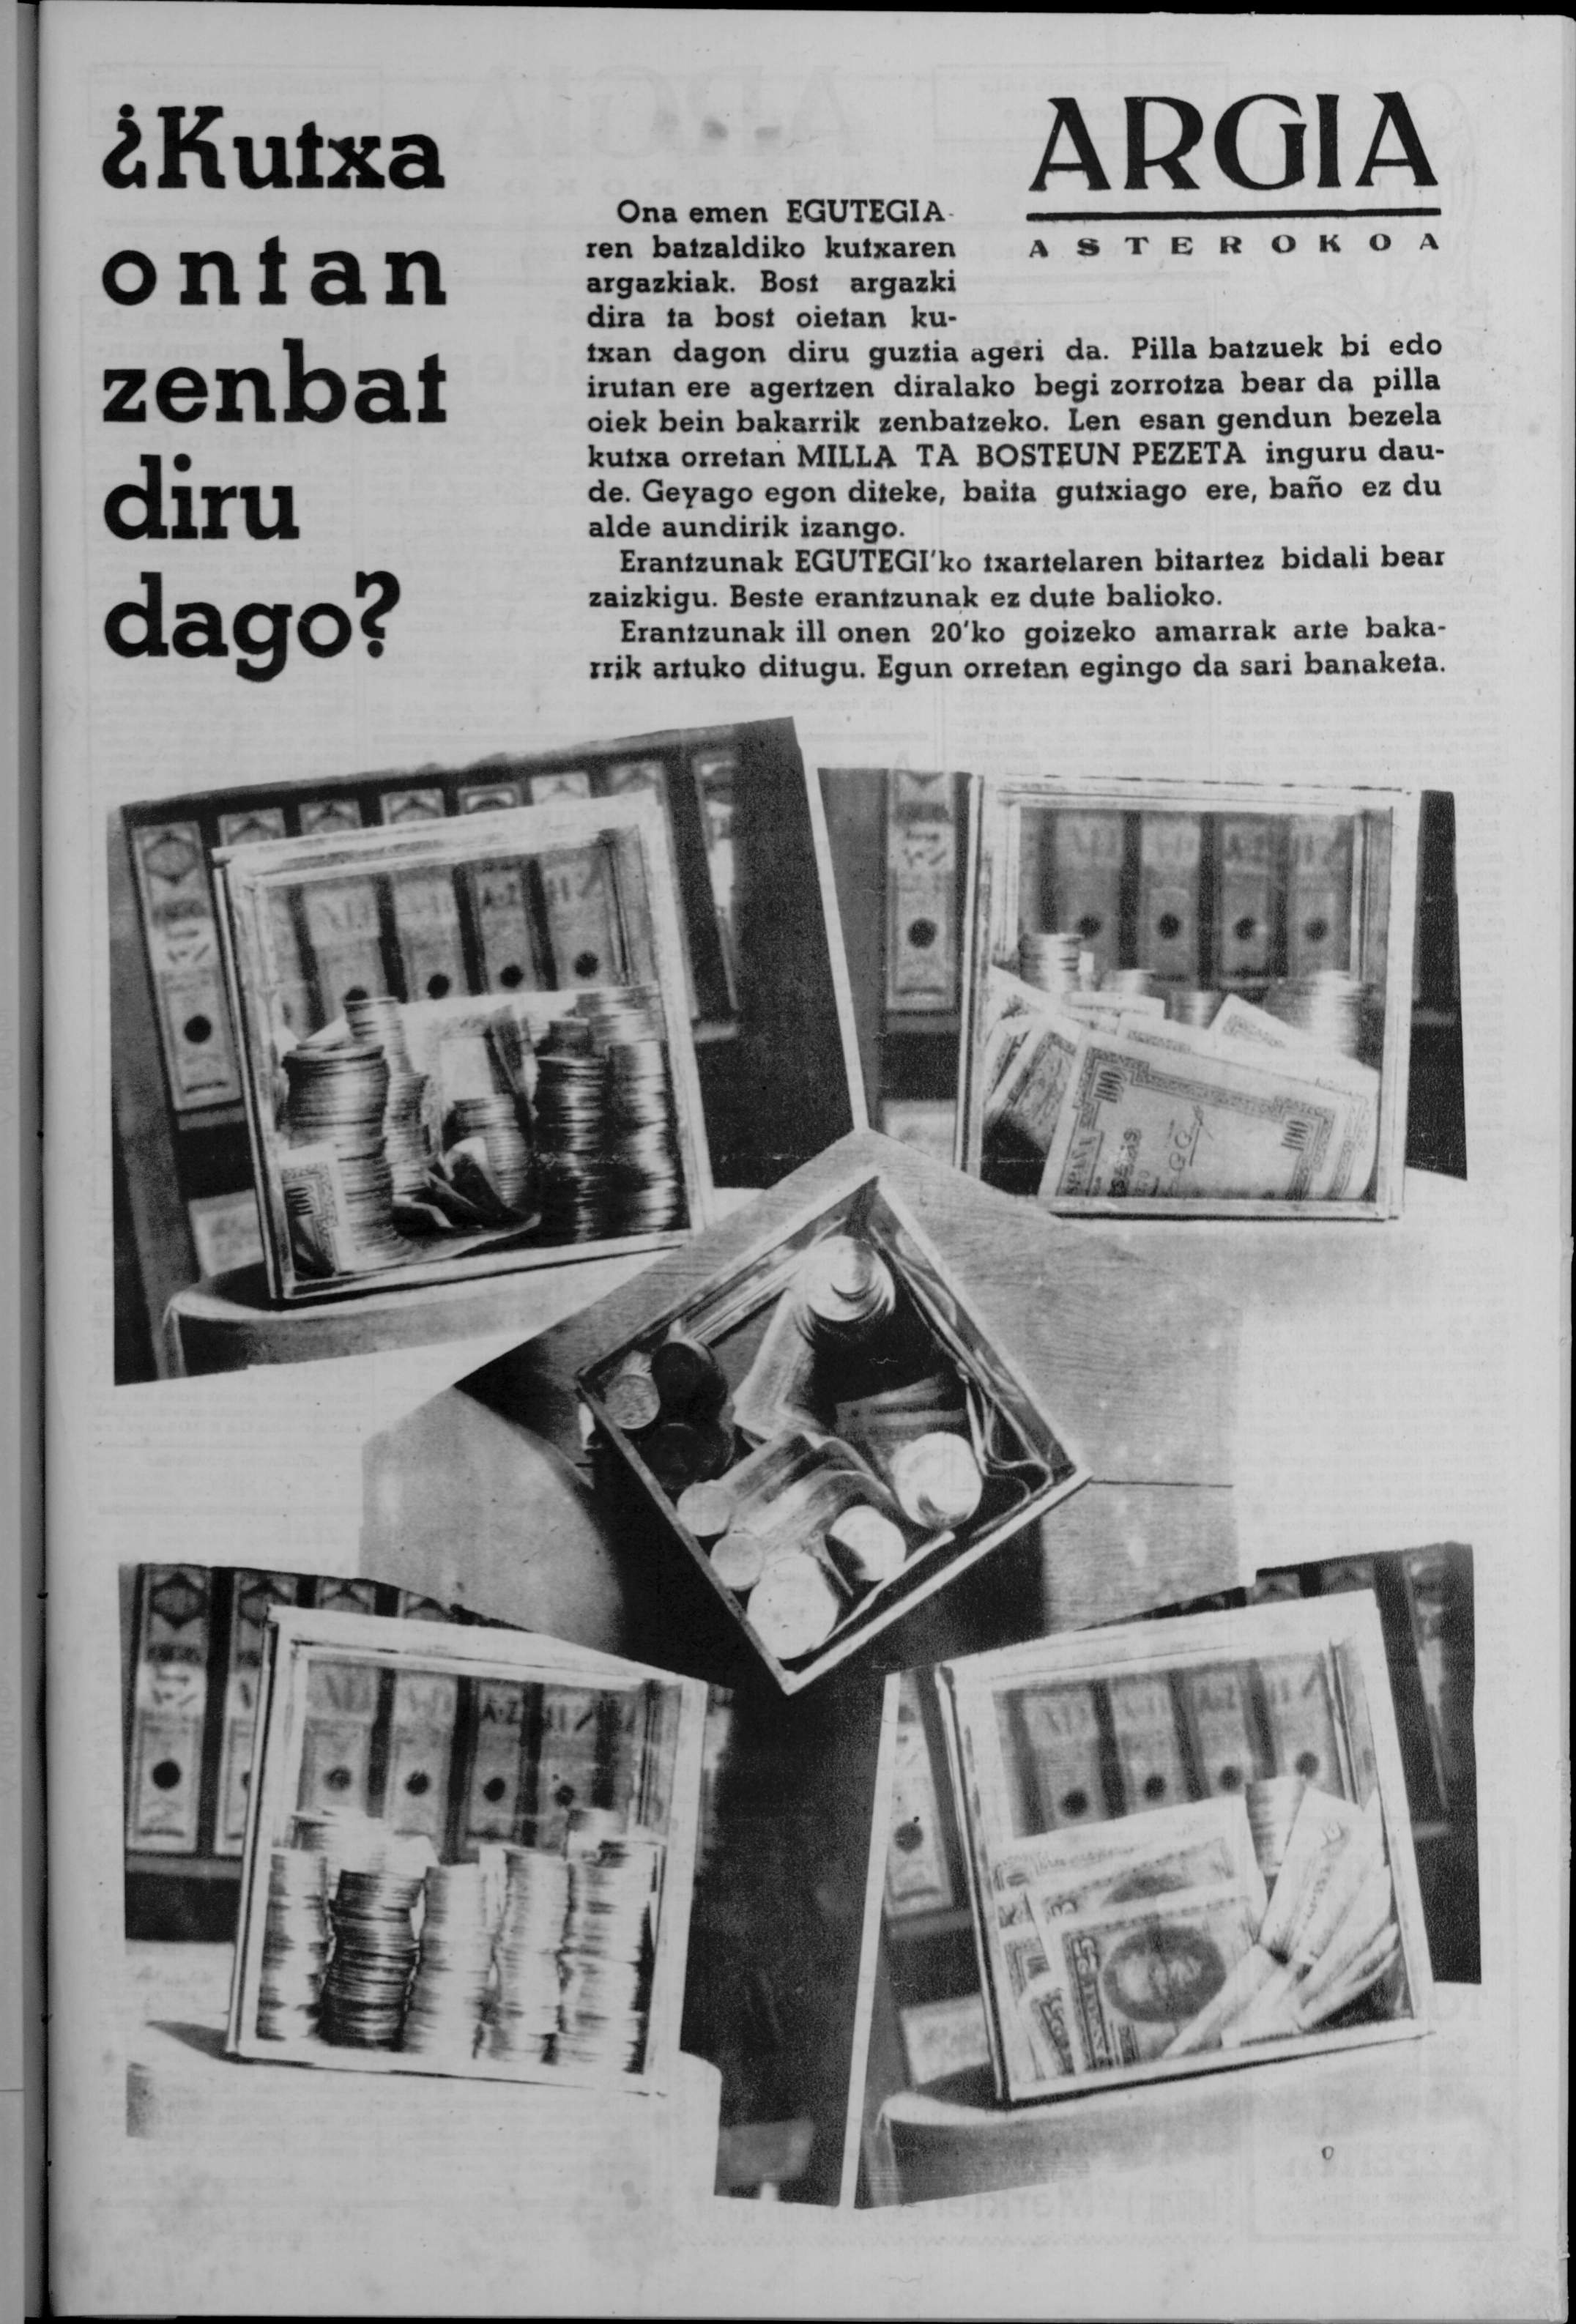 ¿Kutxa
ontan
zenbat
diru
dago?
ARGIA
ASTEROKOA
Ona emen EGUTEGIA-
ren batzaldiko kutxaren
argazkiak. Bost argazki
dira ta bost oietan ku-
txan dagon diru guztia ageri da. Pilla batzuek bi edo
irutan ere agertzen diralako begi zorrotza bear da pilla
oiek bein bakarrik zenbatzeko. Len esan gendun bezela
kutxa orretan MILLA TA BOSTEUN PEZETA inguru dau-
de. Geyago egon diteke, baita gutxiago ere, baño ez du
alde aundirik izango.
Erantzunak EGUTEGI'ko txartelaren bitartez bidali bear
zaizkigu. Beste erantzunak ez dute balioko.
Erantzunak ill onen 20'ko goizeko amarrak arte baka-
rrik artuko ditugu. Egun orretan egingo da sari banaketa.
100
100
100
A-Z
5